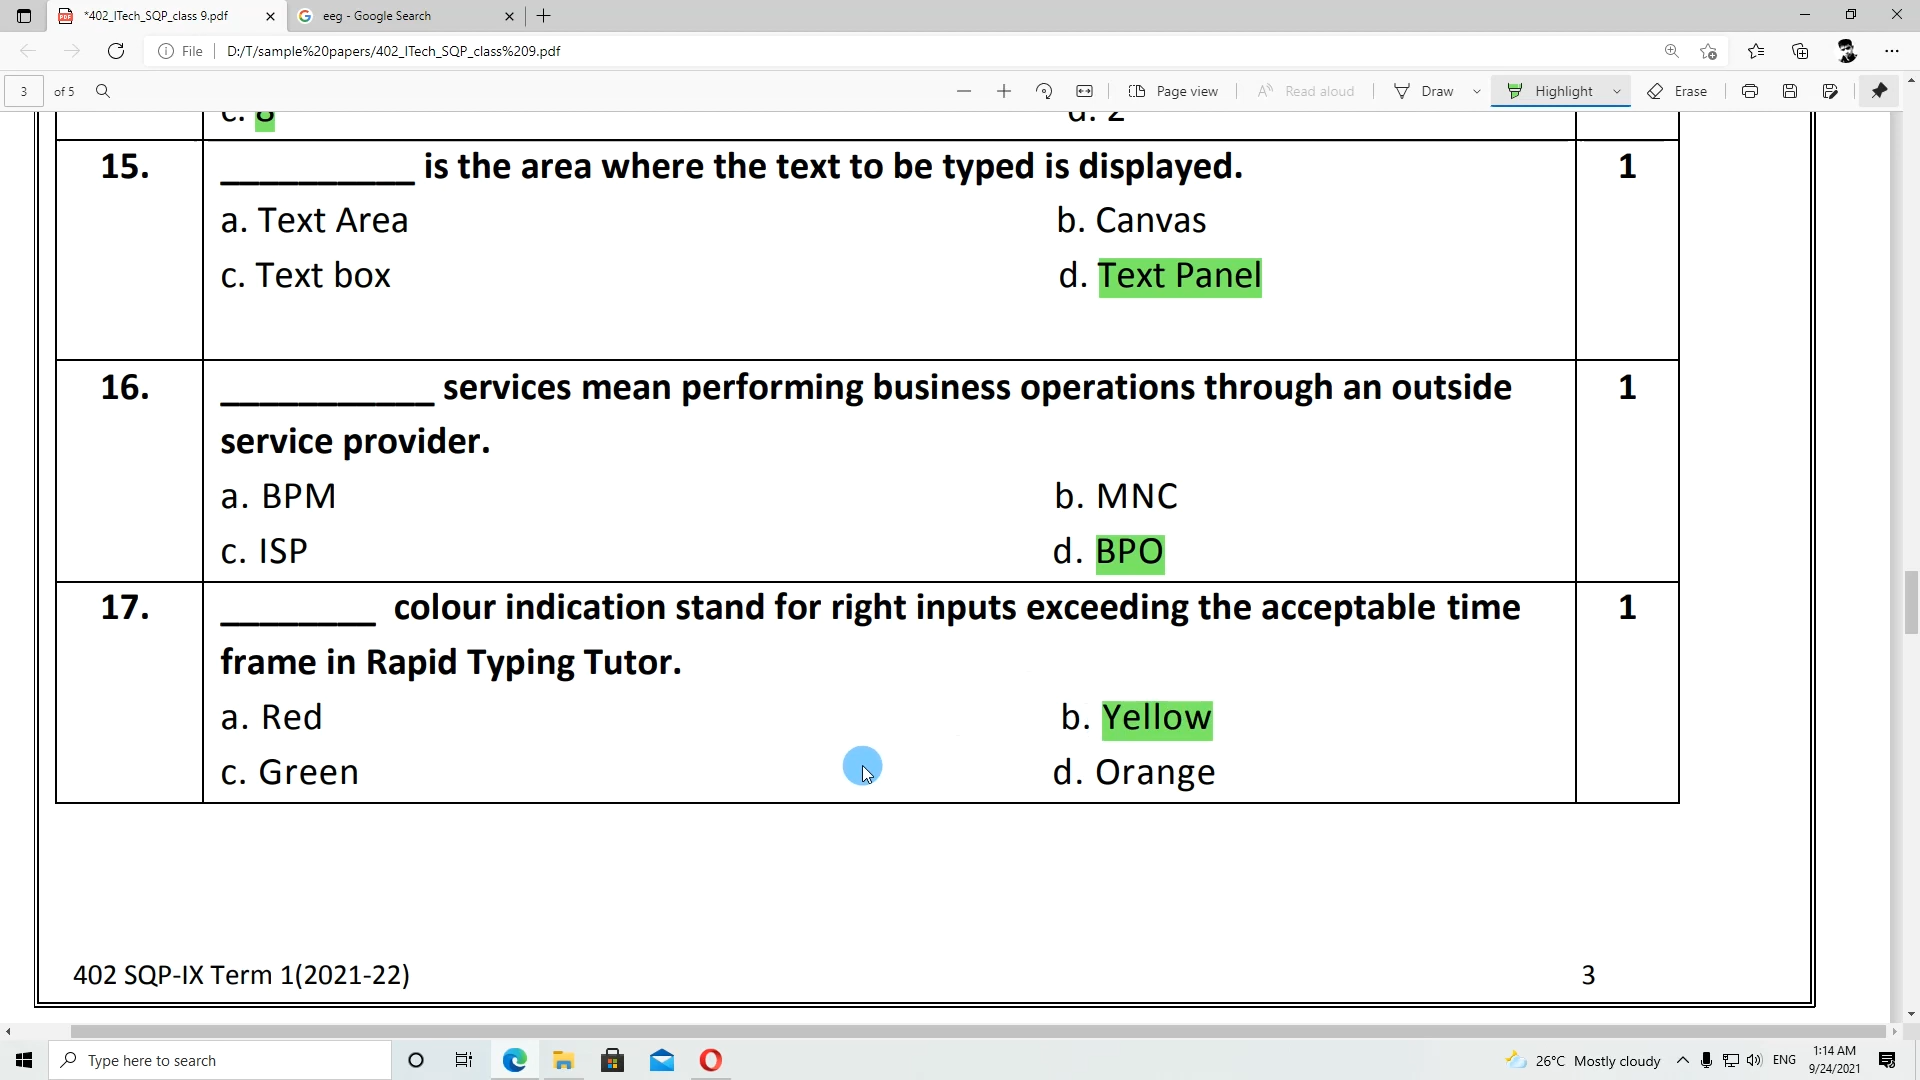 *402_ITech_SQP_class 9.pdf
eeg - Google Search
File
D:/T/sample%20papers/402_ITech_SQP_class%209.pdf
3 of 5
Page view
Read aloud
Draw
Highlight
Erase
c. 8 d. 2
15. __________ is the area where the text to be typed is displayed. 1
a. Text Area b. Canvas
c. Text box d. Text Panel
16. ___________ services mean performing business operations through an outside 1
service provider.
a. BPM b. MNC
c. ISP d. BPO
17. ________ colour indication stand for right inputs exceeding the acceptable time 1
frame in Rapid Typing Tutor.
a. Red b. Yellow
c. Green d. Orange
402 SQP-IX Term 1(2021-22) 3
Type here to search
26°C Mostly cloudy
ENG
1:14 AM
9/24/2021